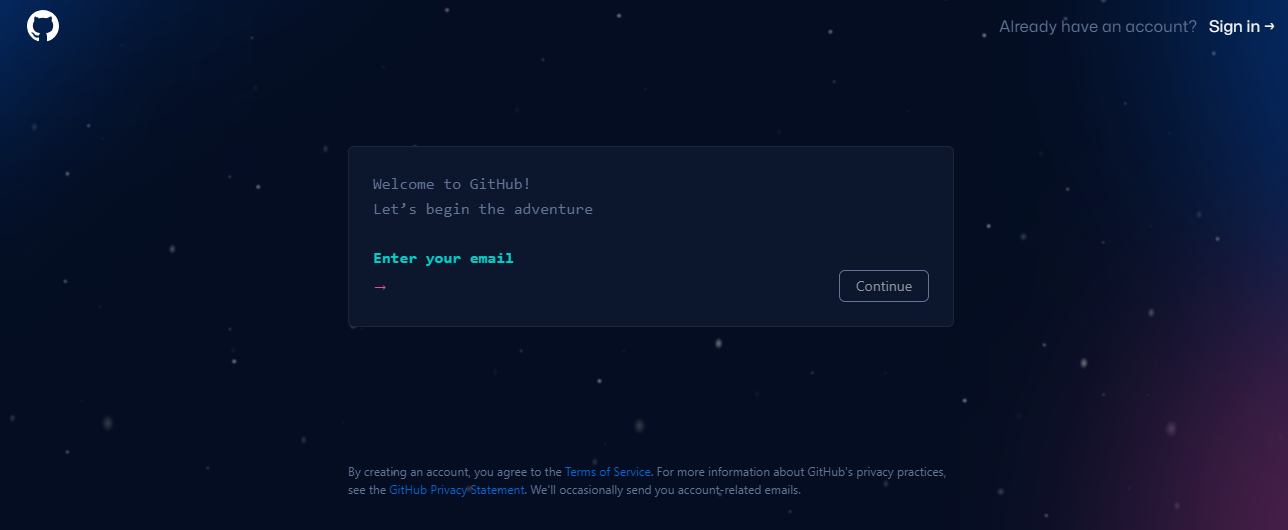 Already have an account? Sign in →
Welcome to GitHub!
Let’s begin the adventure
Enter your email
→
Continue
By creating an account, you agree to the Terms of Service. For more information about GitHub's privacy practices,
see the GitHub Privacy Statement. We'll occasionally send you account-related emails.